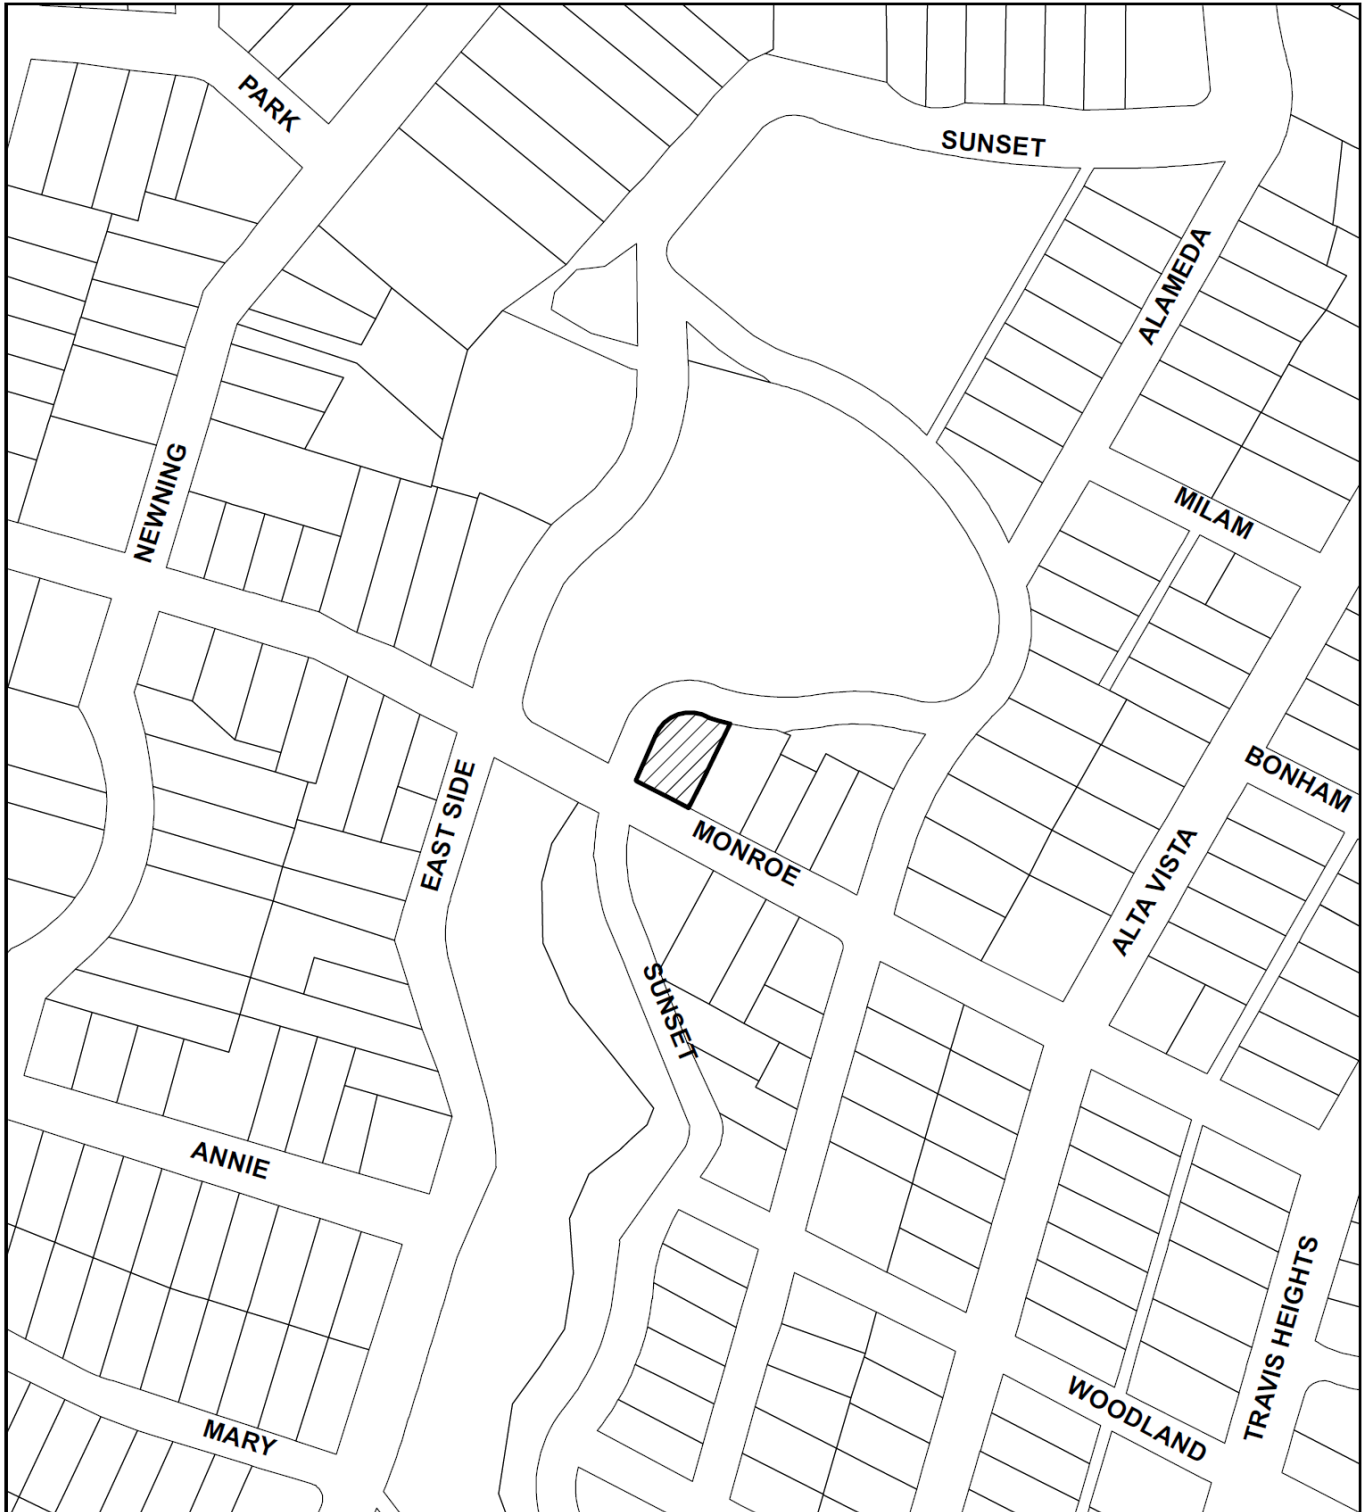 PARK
SUNSET
ALAMEDA
NEWNING
MILAM
BONHAM
EAST SIDE
MONROE
ALTA VISTA
SUNSET
ANNIE
TRAVIS HEIGHTS
WOODLAND
MARY